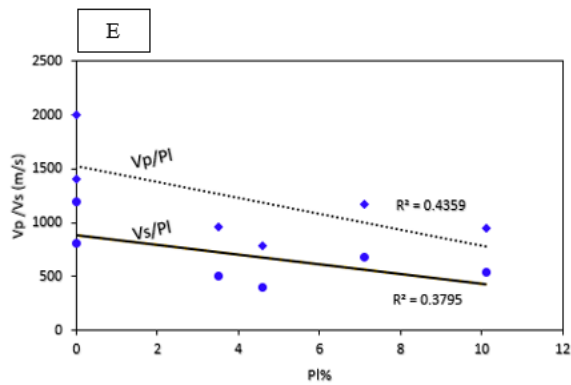 E
2500
2000
1500
1000
500
0
Vp /Vs (m/s)
Vp/Pl
Vs/Pl
R² = 0.4359
R² = 0.3795
0 2 4 6 8 10 12
Pl%